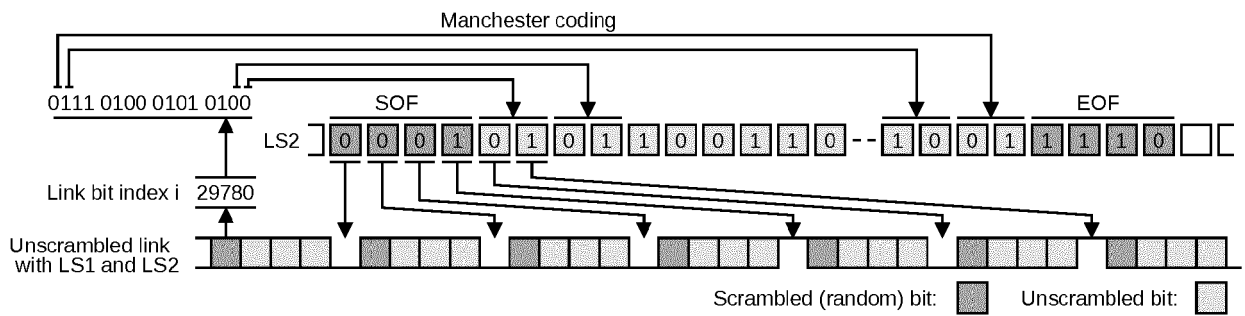 Manchester coding
0111 0100 0101 0100
SOF
EOF
LS2
0 0 0 1 0 1 0 1 1 0 0 1 1 0 -- 1 0 0 1 1 1 1 0
Link bit index i 29780
Unscrambled link
with LS1 and LS2
Scrambled (random) bit:
Unscrambled bit: